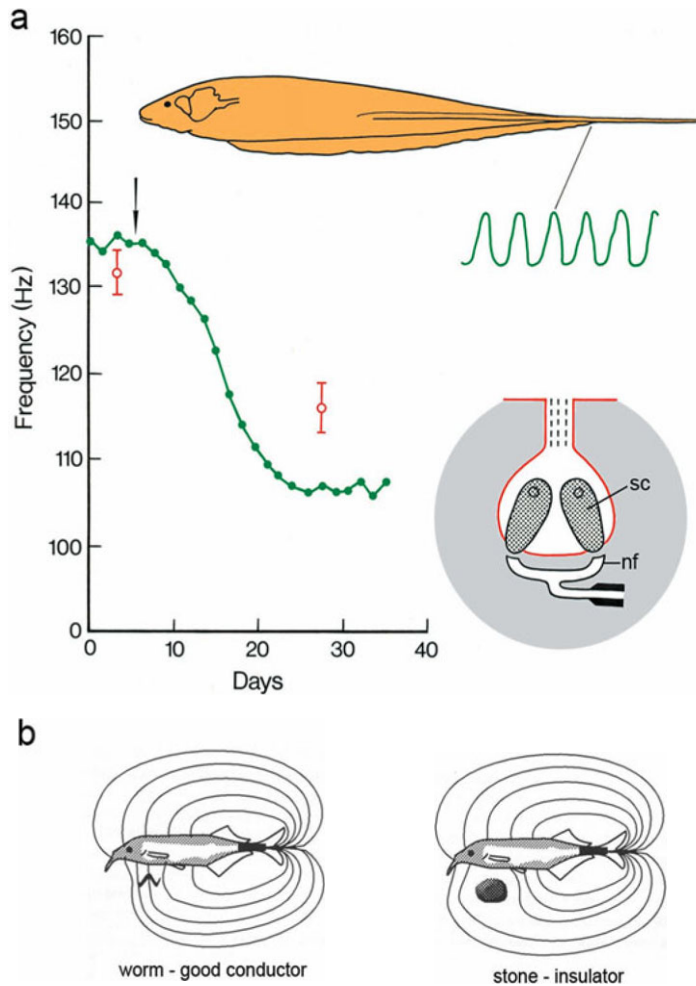 a
160
150
140
130
120
110
100
0
Frequency (Hz)
0 10 20 30 40
Days
sc
nf
b
worm - good conductor
stone - insulator